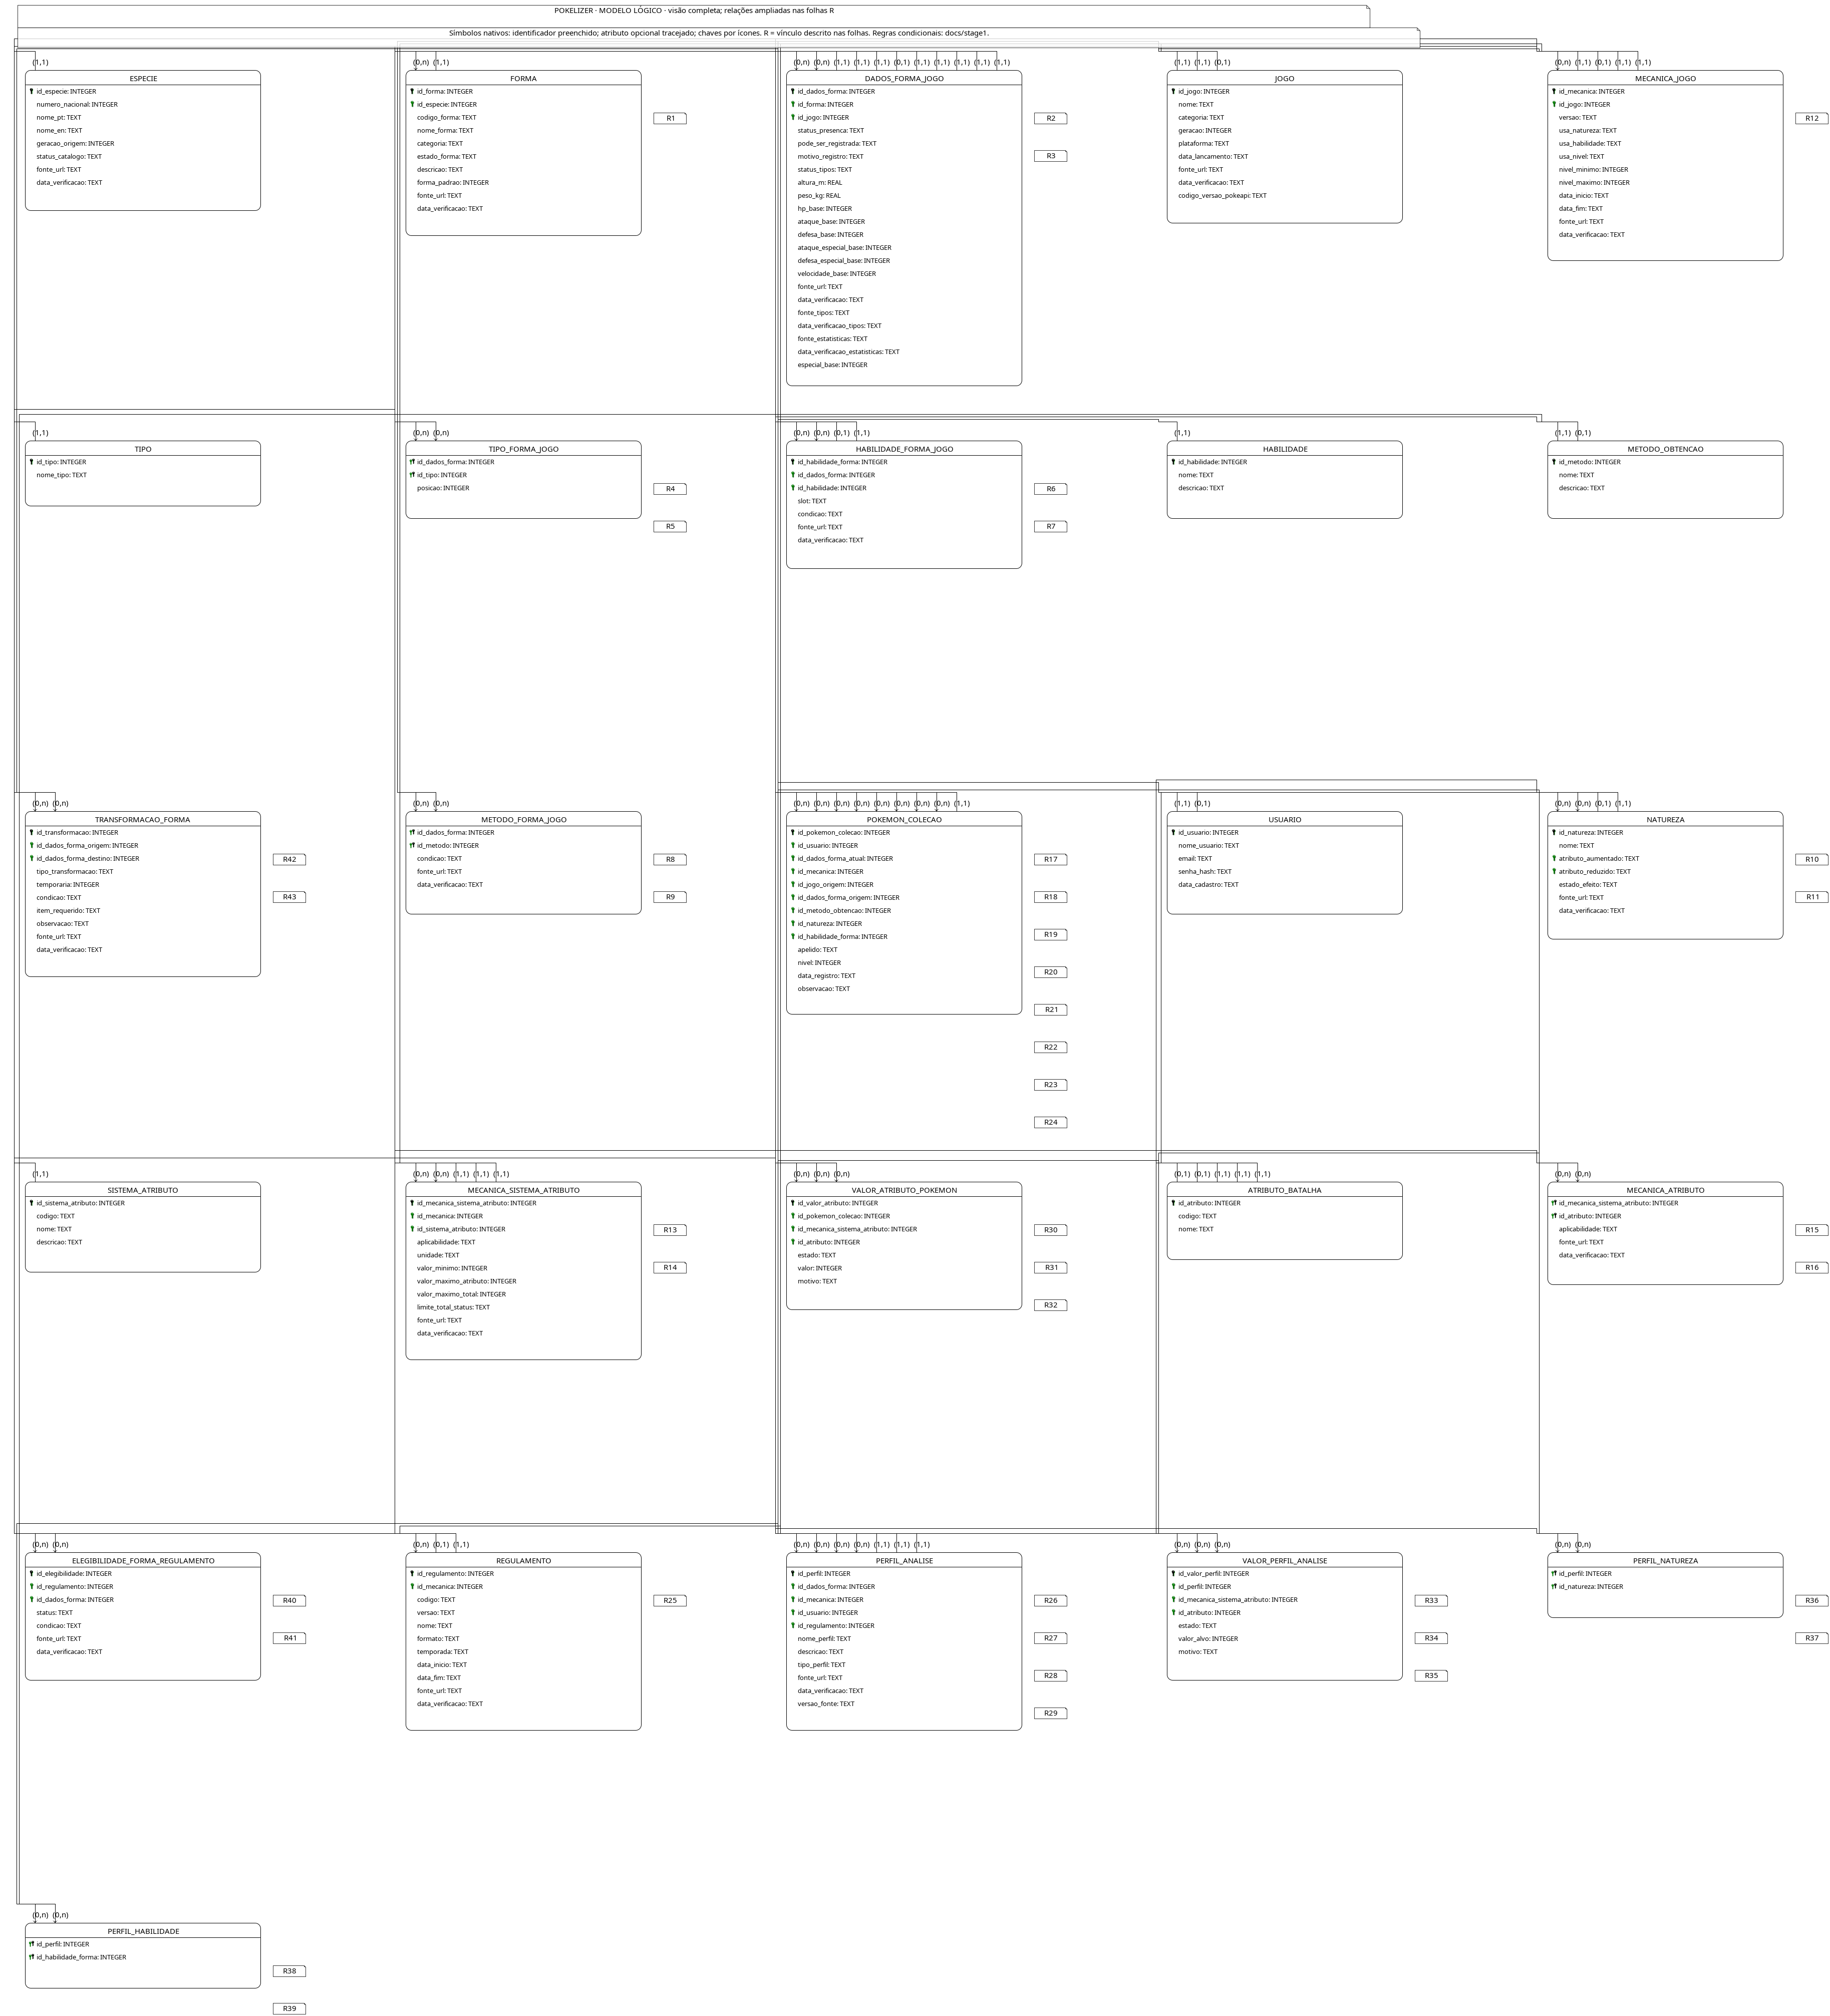 POKELIZER · MODELO LÓGICO · visão completa; relações ampliadas nas folhas R
Símbolos nativos: identificador preenchido; atributo opcional tracejado; chaves por ícones. R = vínculo descrito nas folhas. Regras condicionais: docs/stage1.
(1,1)
ESPECIE
id_especie: INTEGER
numero_nacional: INTEGER
nome_pt: TEXT
nome_en: TEXT
geracao_origem: INTEGER
status_catalogo: TEXT
fonte_url: TEXT
data_verificacao: TEXT
(0,n) (1,1)
FORMA
id_forma: INTEGER
id_especie: INTEGER
codigo_forma: TEXT
nome_forma: TEXT
categoria: TEXT
estado_forma: TEXT
descricao: TEXT
forma_padrao: INTEGER
fonte_url: TEXT
data_verificacao: TEXT
R1
(0,n) (0,n) (1,1) (1,1) (1,1) (0,1) (1,1) (1,1) (1,1) (1,1) (1,1)
DADOS_FORMA_JOGO
id_dados_forma: INTEGER
id_forma: INTEGER
id_jogo: INTEGER
status_presenca: TEXT
pode_ser_registrada: TEXT
motivo_registro: TEXT
status_tipos: TEXT
altura_m: REAL
peso_kg: REAL
hp_base: INTEGER
ataque_base: INTEGER
defesa_base: INTEGER
ataque_especial_base: INTEGER
defesa_especial_base: INTEGER
velocidade_base: INTEGER
fonte_url: TEXT
data_verificacao: TEXT
fonte_tipos: TEXT
data_verificacao_tipos: TEXT
fonte_estatisticas: TEXT
data_verificacao_estatisticas: TEXT
especial_base: INTEGER
R2
R3
(1,1) (1,1) (0,1)
JOGO
id_jogo: INTEGER
nome: TEXT
categoria: TEXT
geracao: INTEGER
plataforma: TEXT
data_lancamento: TEXT
fonte_url: TEXT
data_verificacao: TEXT
codigo_versao_pokeapi: TEXT
(0,n) (1,1) (0,1) (1,1) (1,1)
MECANICA_JOGO
id_mecanica: INTEGER
id_jogo: INTEGER
versao: TEXT
usa_natureza: TEXT
usa_habilidade: TEXT
usa_nivel: TEXT
nivel_minimo: INTEGER
nivel_maximo: INTEGER
data_inicio: TEXT
data_fim: TEXT
fonte_url: TEXT
data_verificacao: TEXT
R12
(1,1)
TIPO
id_tipo: INTEGER
nome_tipo: TEXT
(0,n) (0,n)
TIPO_FORMA_JOGO
id_dados_forma: INTEGER
id_tipo: INTEGER
posicao: INTEGER
R4
R5
(0,n) (0,n) (0,1) (1,1)
HABILIDADE_FORMA_JOGO
id_habilidade_forma: INTEGER
id_dados_forma: INTEGER
id_habilidade: INTEGER
slot: TEXT
condicao: TEXT
fonte_url: TEXT
data_verificacao: TEXT
R6
R7
(1,1)
HABILIDADE
id_habilidade: INTEGER
nome: TEXT
descricao: TEXT
(1,1) (0,1)
METODO_OBTENCAO
id_metodo: INTEGER
nome: TEXT
descricao: TEXT
(0,n) (0,n)
TRANSFORMACAO_FORMA
id_transformacao: INTEGER
id_dados_forma_origem: INTEGER
id_dados_forma_destino: INTEGER
tipo_transformacao: TEXT
temporaria: INTEGER
condicao: TEXT
item_requerido: TEXT
observacao: TEXT
fonte_url: TEXT
data_verificacao: TEXT
R42
R43
(0,n) (0,n)
METODO_FORMA_JOGO
id_dados_forma: INTEGER
id_metodo: INTEGER
condicao: TEXT
fonte_url: TEXT
data_verificacao: TEXT
R8
R9
(0,n) (0,n) (0,n) (0,n) (0,n) (0,n) (0,n) (0,n) (1,1)
POKEMON_COLECAO
id_pokemon_colecao: INTEGER
id_usuario: INTEGER
id_dados_forma_atual: INTEGER
id_mecanica: INTEGER
id_jogo_origem: INTEGER
id_dados_forma_origem: INTEGER
id_metodo_obtencao: INTEGER
id_natureza: INTEGER
id_habilidade_forma: INTEGER
apelido: TEXT
nivel: INTEGER
data_registro: TEXT
observacao: TEXT
R17
R18
R19
R20
R21
R22
R23
R24
(1,1) (0,1)
USUARIO
id_usuario: INTEGER
nome_usuario: TEXT
email: TEXT
senha_hash: TEXT
data_cadastro: TEXT
(0,n) (0,n) (0,1) (1,1)
NATUREZA
id_natureza: INTEGER
nome: TEXT
atributo_aumentado: TEXT
atributo_reduzido: TEXT
estado_efeito: TEXT
fonte_url: TEXT
data_verificacao: TEXT
R10
R11
(1,1)
SISTEMA_ATRIBUTO
id_sistema_atributo: INTEGER
codigo: TEXT
nome: TEXT
descricao: TEXT
(0,n) (0,n) (1,1) (1,1) (1,1)
MECANICA_SISTEMA_ATRIBUTO
id_mecanica_sistema_atributo: INTEGER
id_mecanica: INTEGER
id_sistema_atributo: INTEGER
aplicabilidade: TEXT
unidade: TEXT
valor_minimo: INTEGER
valor_maximo_atributo: INTEGER
valor_maximo_total: INTEGER
limite_total_status: TEXT
fonte_url: TEXT
data_verificacao: TEXT
R13
R14
(0,n) (0,n) (0,n)
VALOR_ATRIBUTO_POKEMON
id_valor_atributo: INTEGER
id_pokemon_colecao: INTEGER
id_mecanica_sistema_atributo: INTEGER
id_atributo: INTEGER
estado: TEXT
valor: INTEGER
motivo: TEXT
R30
R31
R32
(0,1) (0,1) (1,1) (1,1) (1,1)
ATRIBUTO_BATALHA
id_atributo: INTEGER
codigo: TEXT
nome: TEXT
(0,n) (0,n)
MECANICA_ATRIBUTO
id_mecanica_sistema_atributo: INTEGER
id_atributo: INTEGER
aplicabilidade: TEXT
fonte_url: TEXT
data_verificacao: TEXT
R15
R16
(0,n) (0,n)
ELEGIBILIDADE_FORMA_REGULAMENTO
id_elegibilidade: INTEGER
id_regulamento: INTEGER
id_dados_forma: INTEGER
status: TEXT
condicao: TEXT
fonte_url: TEXT
data_verificacao: TEXT
R40
R41
(0,n) (0,1) (1,1)
REGULAMENTO
id_regulamento: INTEGER
id_mecanica: INTEGER
codigo: TEXT
versao: TEXT
nome: TEXT
formato: TEXT
temporada: TEXT
data_inicio: TEXT
data_fim: TEXT
fonte_url: TEXT
data_verificacao: TEXT
R25
(0,n) (0,n) (0,n) (0,n) (1,1) (1,1) (1,1)
PERFIL_ANALISE
id_perfil: INTEGER
id_dados_forma: INTEGER
id_mecanica: INTEGER
id_usuario: INTEGER
id_regulamento: INTEGER
nome_perfil: TEXT
descricao: TEXT
tipo_perfil: TEXT
fonte_url: TEXT
data_verificacao: TEXT
versao_fonte: TEXT
R26
R27
R28
R29
(0,n) (0,n) (0,n)
VALOR_PERFIL_ANALISE
id_valor_perfil: INTEGER
id_perfil: INTEGER
id_mecanica_sistema_atributo: INTEGER
id_atributo: INTEGER
estado: TEXT
valor_alvo: INTEGER
motivo: TEXT
R33
R34
R35
(0,n) (0,n)
PERFIL_NATUREZA
id_perfil: INTEGER
id_natureza: INTEGER
R36
R37
(0,n) (0,n)
PERFIL_HABILIDADE
id_perfil: INTEGER
id_habilidade_forma: INTEGER
R38
R39